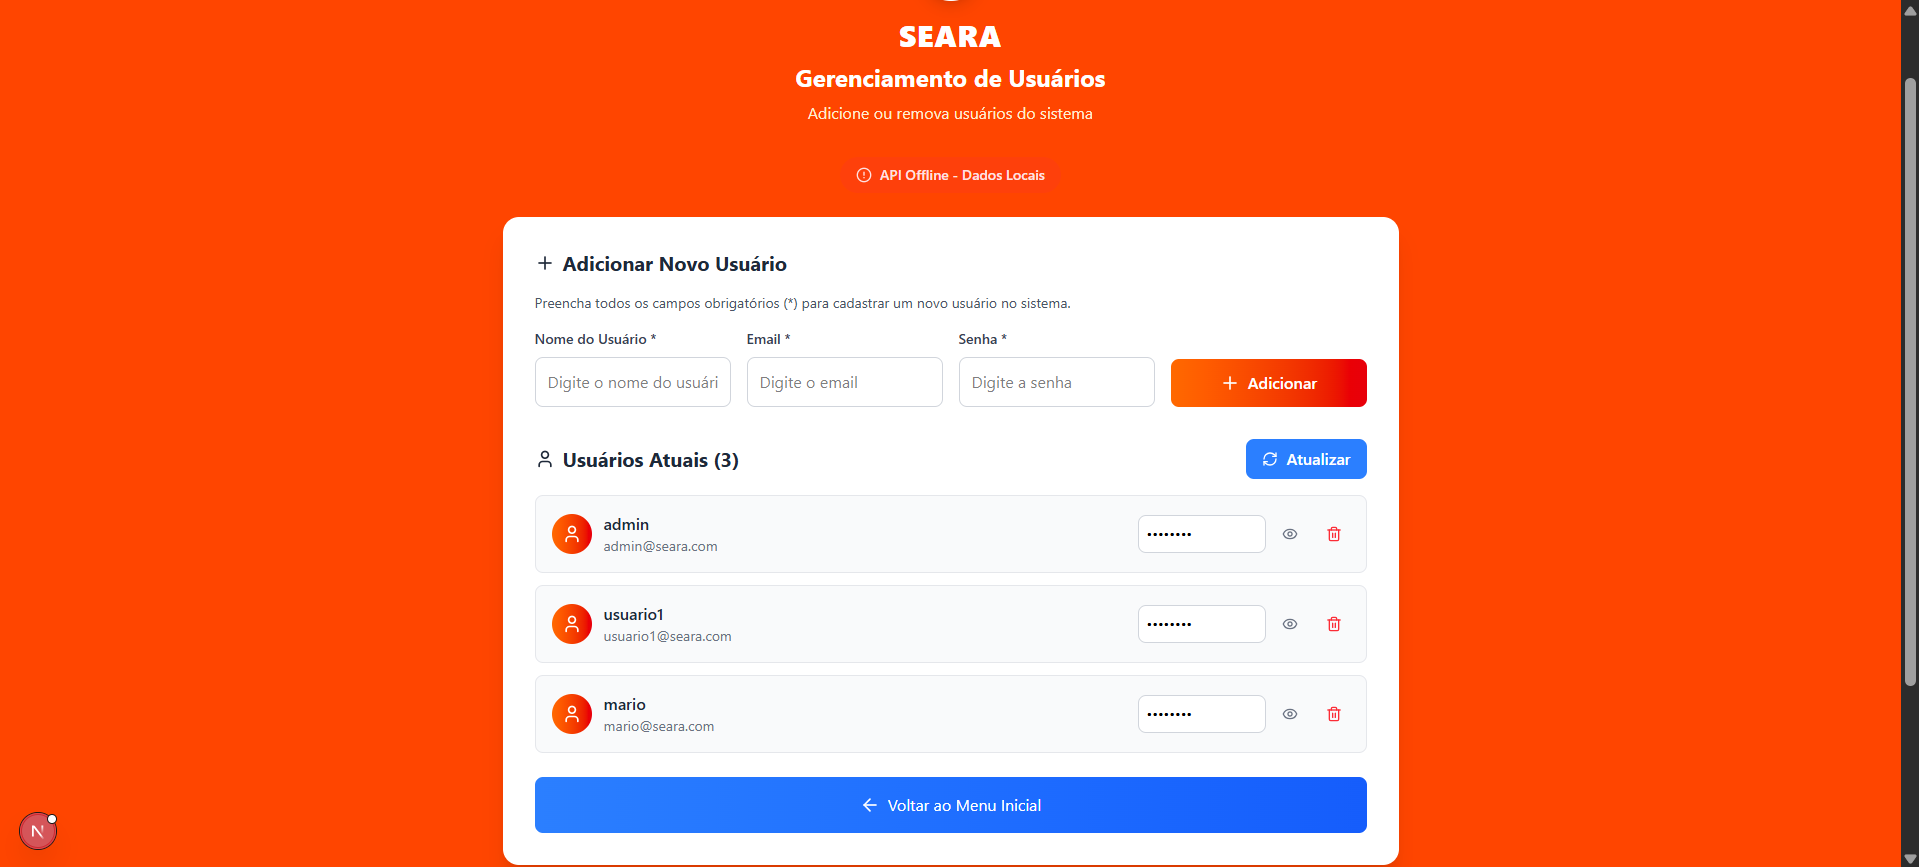 SEARA
Gerenciamento de Usuários
Adicione ou remova usuários do sistema
API Offline - Dados Locais
Adicionar Novo Usuário
Preencha todos os campos obrigatórios (*) para cadastrar um novo usuário no sistema.
Nome do Usuário *
Email *
Senha *
Digite o nome do usuári
Digite o email
Digite a senha
Adicionar
Usuários Atuais (3)
Atualizar
admin
admin@seara.com
••••••••
usuario1
usuario1@seara.com
••••••••
mario
mario@seara.com
••••••••
Voltar ao Menu Inicial
N